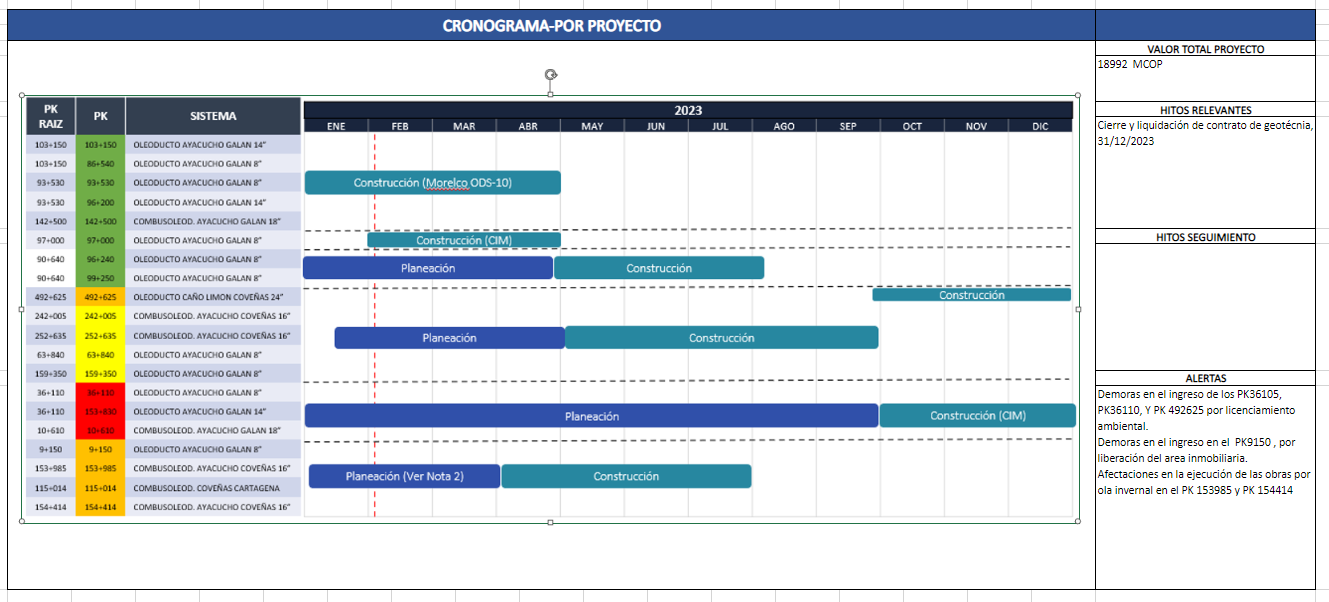 CRONOGRAMA-POR PROYECTO
VALOR TOTAL PROYECTO
18992 MCOP
HITOS RELEVANTES
Cierre y liquidación de contrato de geotécnia,
31/12/2023
HITOS SEGUIMIENTO
ALERTAS
Demoras en el ingreso de los PK36105,
PK36110, Y PK 492625 por licenciamiento
ambiental.
Demoras en el ingreso en el PK9150 , por
liberación del area inmobiliaria.
Afectaciones en la ejecución de las obras por
ola invernal en el PK 153985 y PK 154414
PK RAIZ PK SISTEMA
2023
ENE FEB MAR ABR MAY JUN JUL AGO SEP OCT NOV DIC
103+150 103+150 OLEODUCTO AYACUCHO GALAN 14"
103+150 86+540 OLEODUCTO AYACUCHO GALAN 8"
93+530 93+530 OLEODUCTO AYACUCHO GALAN 8" Construcción (Morelco ODS-10)
93+530 96+200 OLEODUCTO AYACUCHO GALAN 14"
142+500 142+500 COMBUSOLEOD. AYACUCHO GALAN 18"
97+000 97+000 OLEODUCTO AYACUCHO GALAN 8" Construcción (CIM)
90+640 96+240 OLEODUCTO AYACUCHO GALAN 8" Planeación Construcción
90+640 99+250 OLEODUCTO AYACUCHO GALAN 8"
492+625 492+625 OLEODUCTO CAÑO LIMON COVEÑAS 24" Construcción
242+005 242+005 COMBUSOLEOD. AYACUCHO COVEÑAS 16"
252+635 252+635 COMBUSOLEOD. AYACUCHO COVEÑAS 16" Planeación Construcción
63+840 63+840 OLEODUCTO AYACUCHO GALAN 8"
159+350 159+350 OLEODUCTO AYACUCHO GALAN 8"
36+110 36+110 OLEODUCTO AYACUCHO GALAN 8"
36+110 153+830 OLEODUCTO AYACUCHO GALAN 14" Planeación Construcción (CIM)
10+610 10+610 COMBUSOLEOD. AYACUCHO GALAN 18"
9+150 9+150 OLEODUCTO AYACUCHO GALAN 8"
153+985 153+985 COMBUSOLEOD. AYACUCHO COVEÑAS 16" Planeación (Ver Nota 2) Construcción
115+014 115+014 COMBUSOLEOD. COVEÑAS CARTAGENA
154+414 154+414 COMBUSOLEOD. AYACUCHO COVEÑAS 16"